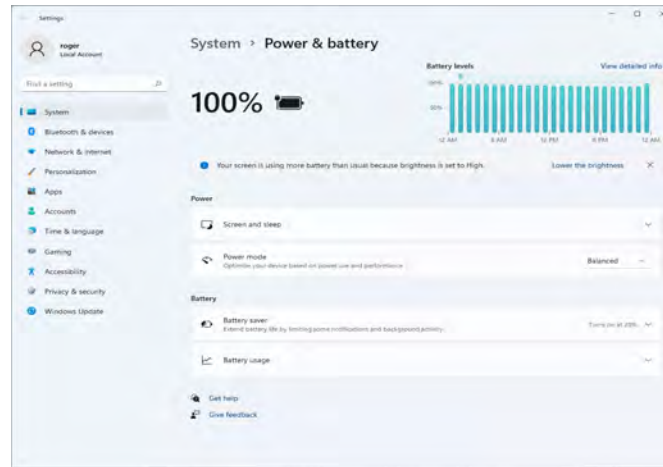 Settings
roger
Local Account
Find a setting
System
Bluetooth & devices
Network & internet
Personalization
Apps
Accounts
Time & language
Gaming
Accessibility
Privacy & security
Windows Update
System > Power & battery
100%
Battery levels
View detailed info
100%
50%
12 AM 6 AM 12 PM 6 PM 12 AM
Your screen is using more battery than usual because brightness is set to High.
Lower the brightness
Power
Screen and sleep
Power mode
Optimize your device based on power use and performance
Balanced
Battery
Battery saver
Extend battery life by limiting some notifications and background activity
Turns on at 20%
Battery usage
Get help
Give feedback